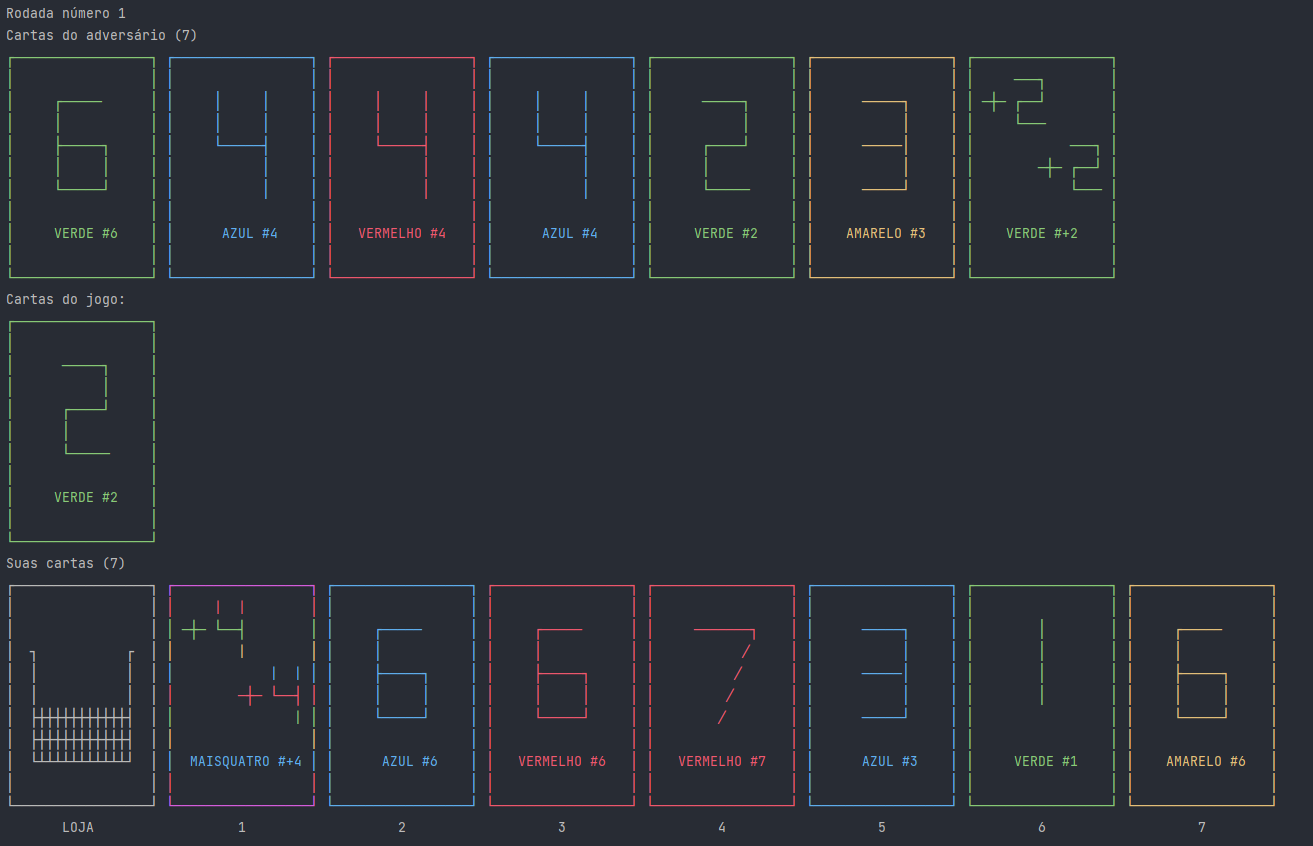 Rodada número 1
Cartas do adversário (7)
VERDE #6 AZUL #4 VERMELHO #4 AZUL #4 VERDE #2 AMARELO #3 VERDE #+2
Cartas do jogo:
VERDE #2
Suas cartas (7)
MAISQUATRO #+4 AZUL #6 VERMELHO #6 VERMELHO #7 AZUL #3 VERDE #1 AMARELO #6
LOJA 1 2 3 4 5 6 7